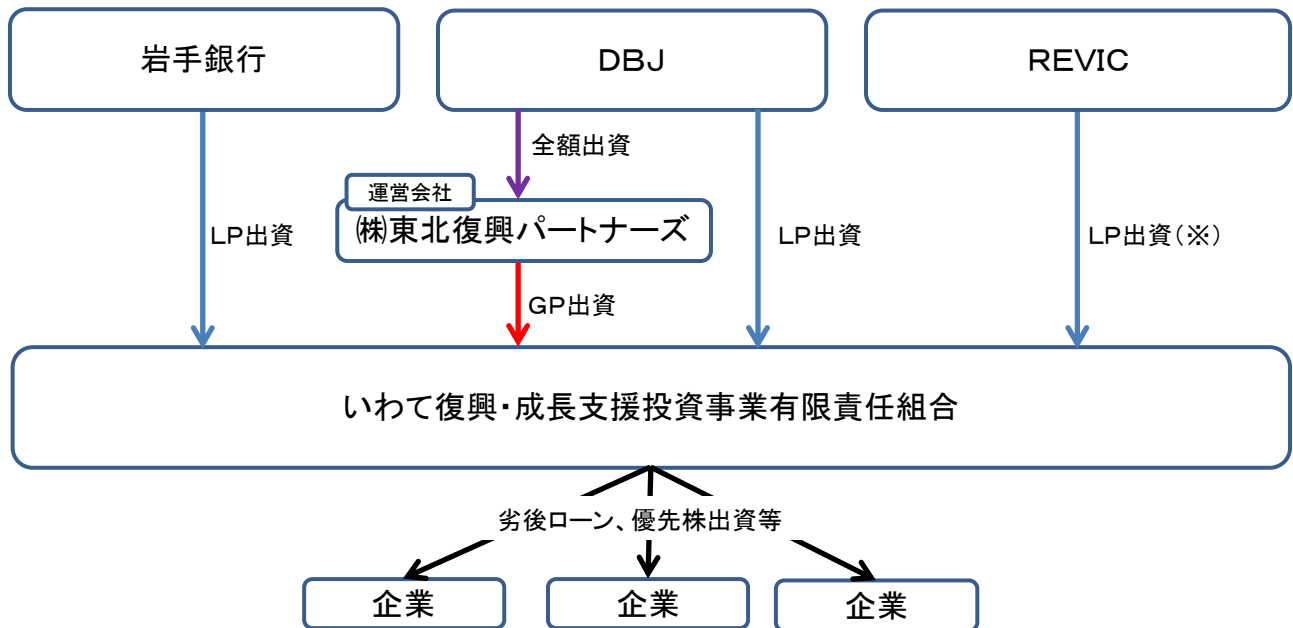 岩手銀行
DBJ
REVIC
全額出資
運営会社
㈱東北復興パートナーズ
LP出資
LP出資
LP出資(※)
GP出資
いわて復興・成長支援投資事業有限責任組合
劣後ローン、優先株出資等
企業
企業
企業